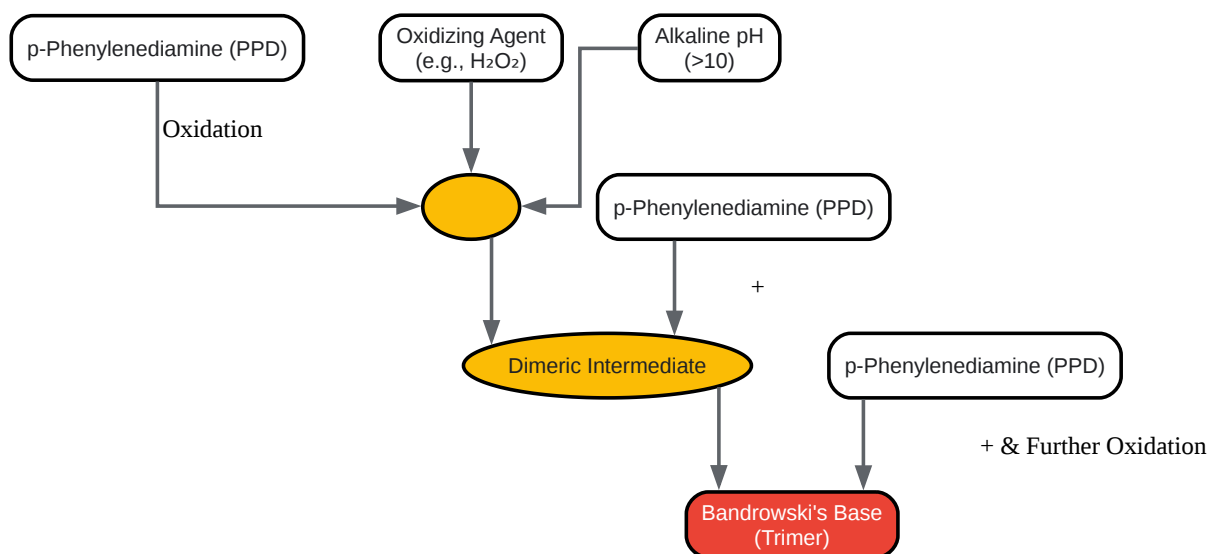 p-Phenylenediamine (PPD)
Oxidizing Agent
(e.g., H₂O₂)
Alkaline pH
(>10)
Oxidation
p-Phenylenediamine (PPD)
+
Dimeric Intermediate
p-Phenylenediamine (PPD)
+ & Further Oxidation
Bandrowski's Base
(Trimer)